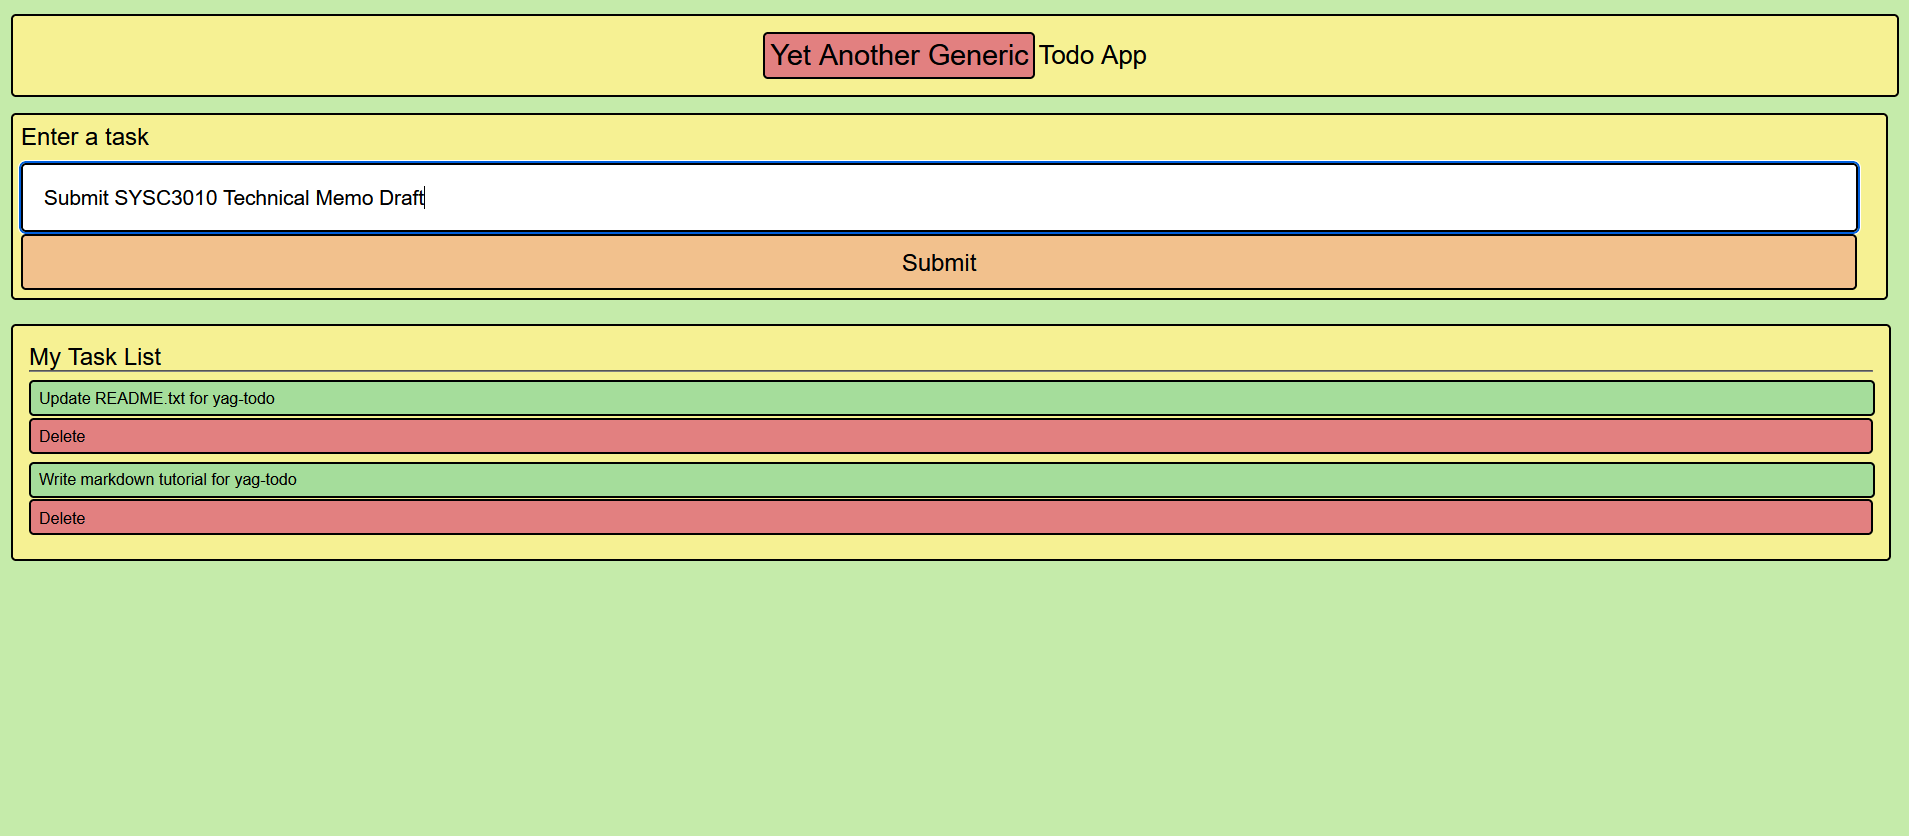 Yet Another Generic Todo App
Enter a task
Submit SYSC3010 Technical Memo Draft
Submit
My Task List
Update README.txt for yag-todo
Delete
Write markdown tutorial for yag-todo
Delete